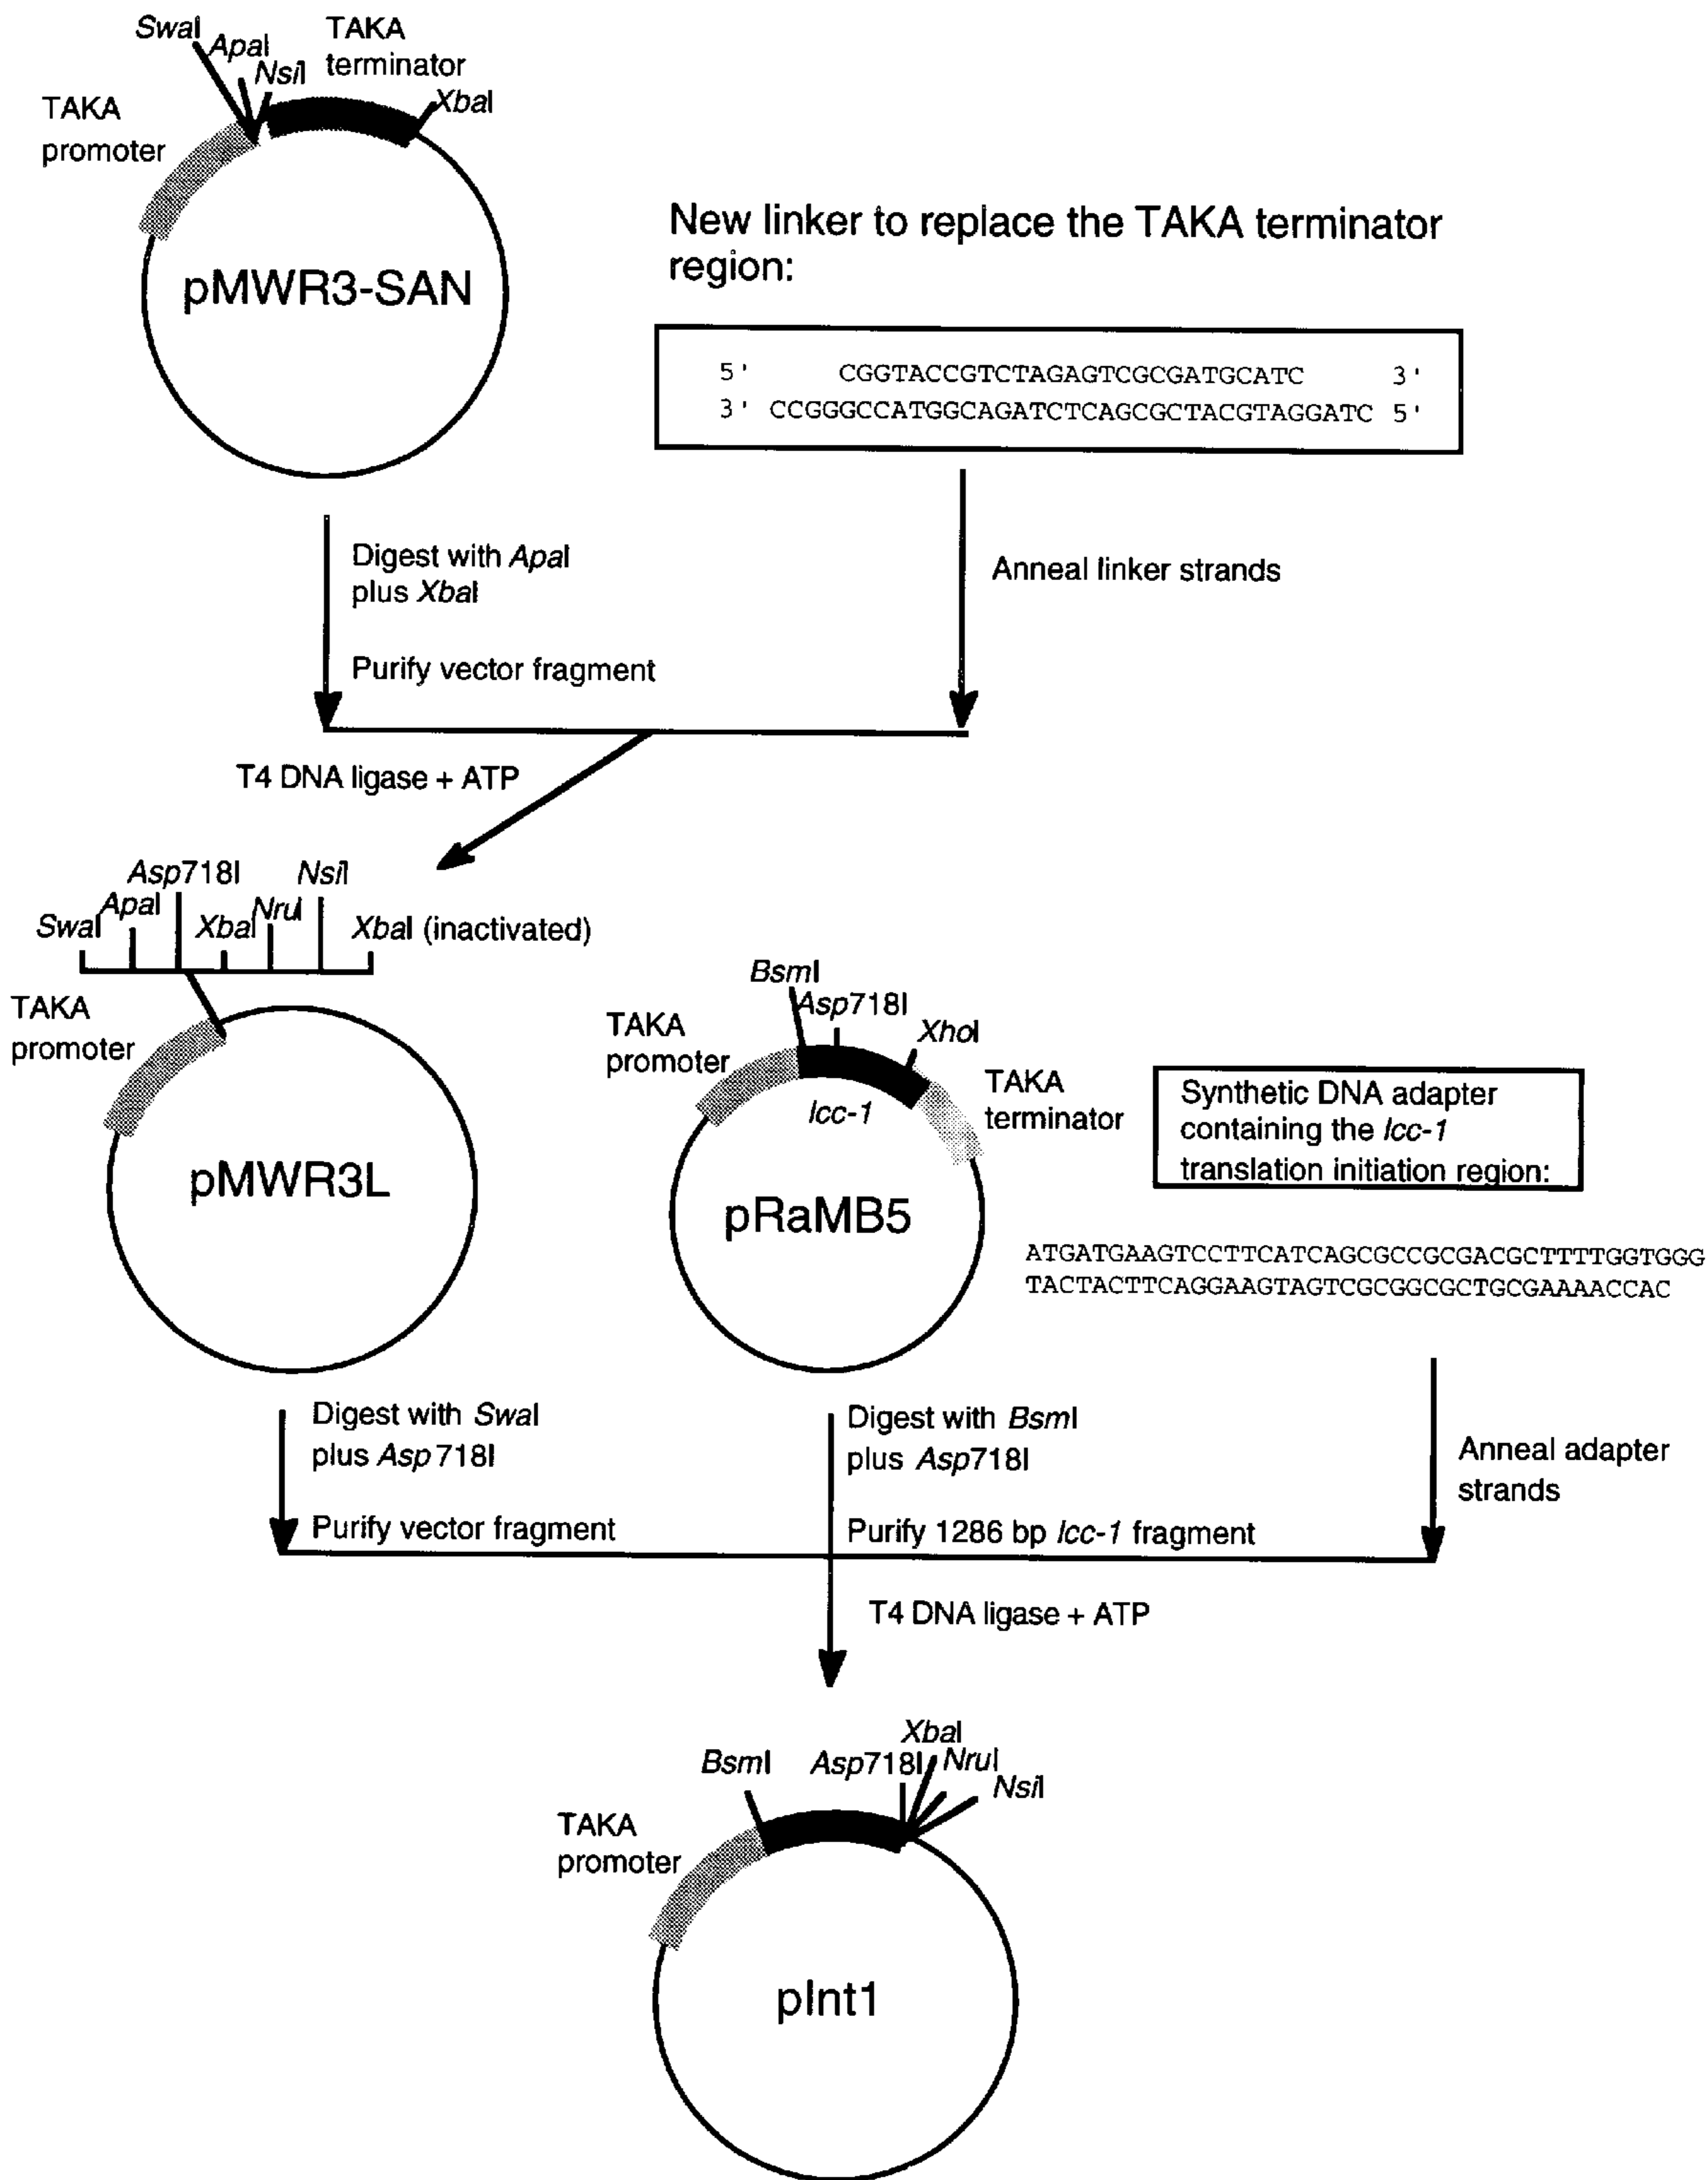 SwaI
ApaI
NsiI
TAKA
terminator
XbaI
TAKA
promoter
pMWR3-SAN
New linker to replace the TAKA terminator
region:
5' CGGTACCGTCTAGAGTCGCGATGCATC 3'
3' CCGGGCCATGGCAGATCTCAGCGCTACGTAGGATC 5'
Digest with ApaI
plus XbaI
Purify vector fragment
Anneal linker strands
T4 DNA ligase + ATP
SwaI
ApaI
Asp718I
XbaI
NruI
NsiI
XbaI (inactivated)
TAKA
promoter
pMWR3L
BsmI
Asp718I
XhoI
TAKA
promoter
lcc-1
TAKA
terminator
pRaMB5
Synthetic DNA adapter
containing the lcc-1
translation initiation region:
ATGATGAAGTCCTTCATCAGCGCCGCGACGCTTTTGGTGGG
TACTACTTCAGGAAGTAGTCGCGGCGCTGCGAAAACCAC
Digest with SwaI
plus Asp718I
Purify vector fragment
Digest with BsmI
plus Asp718I
Purify 1286 bp lcc-1 fragment
Anneal adapter
strands
T4 DNA ligase + ATP
BsmI
Asp718I
XbaI
NruI
NsiI
TAKA
promoter
pInt1